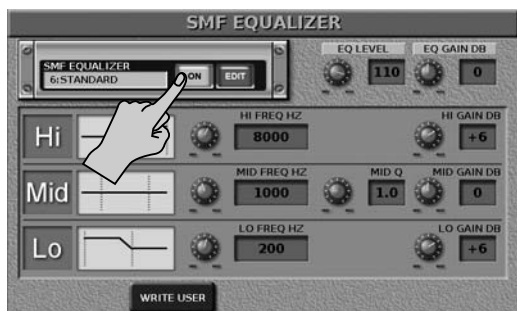 SMF EQUALIZER
SMF EQUALIZER
6:STANDARD
ON
EDIT
EQ LEVEL
110
EQ GAIN DB
0
Hi
HI FREQ HZ
8000
HI GAIN DB
+6
Mid
MID FREQ HZ
1000
MID Q
1.0
MID GAIN DB
0
Lo
LO FREQ HZ
200
LO GAIN DB
+6
WRITE USER